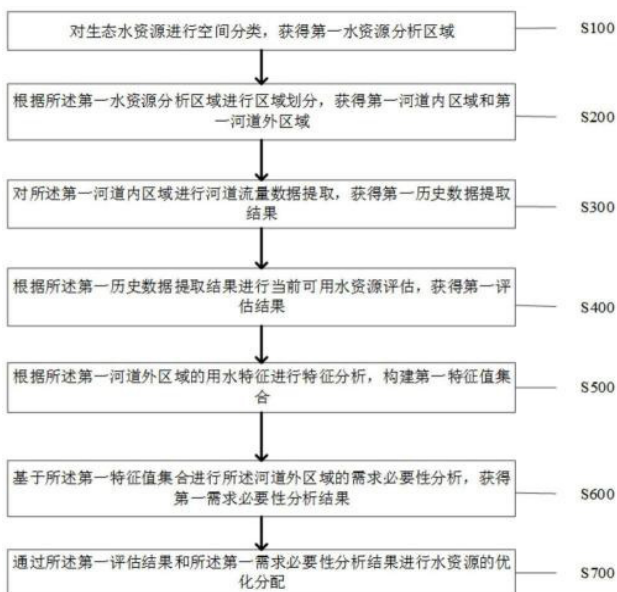 对生态水资源进行空间分类，获得第一水资源分析区域
S100
根据所述第一水资源分析区域进行区域划分，获得第一河道内区域和第
一河道外区域
S200
对所述第一河道内区域进行河道流量数据提取，获得第一历史数据提取
结果
S300
根据所述第一历史数据提取结果进行当前可用水资源评估，获得第一评
估结果
S400
根据所述第一河道外区域的用水特征进行特征分析，构建第一特征值集
合
S500
基于所述第一特征值集合进行所述河道外区域的需求必要性分析，获得
第一需求必要性分析结果
S600
通过所述第一评估结果和所述第一需求必要性分析结果进行水资源的优
化分配
S700